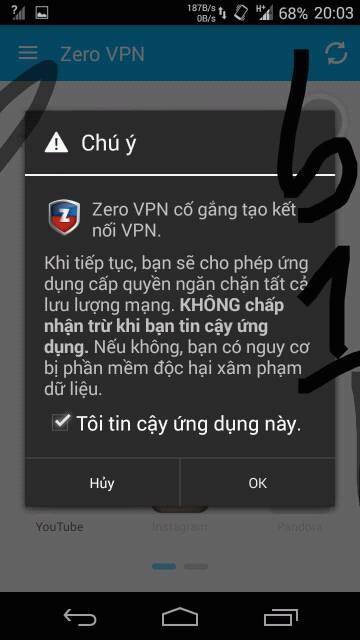 187B/s
0B/s
H+
68% 20:03
Zero VPN
Chú ý
Zero VPN cố gắng tạo kết
nối VPN.
Khi tiếp tục, bạn sẽ cho phép ứng
dụng cấp quyền ngăn chặn tất cả
lưu lượng mạng. KHÔNG chấp
nhận trừ khi bạn tin cậy ứng
dụng. Nếu không, bạn có nguy cơ
bị phần mềm độc hại xâm phạm
dữ liệu.
Tôi tin cậy ứng dụng này.
Hủy OK
YouTube Instagram Pandora